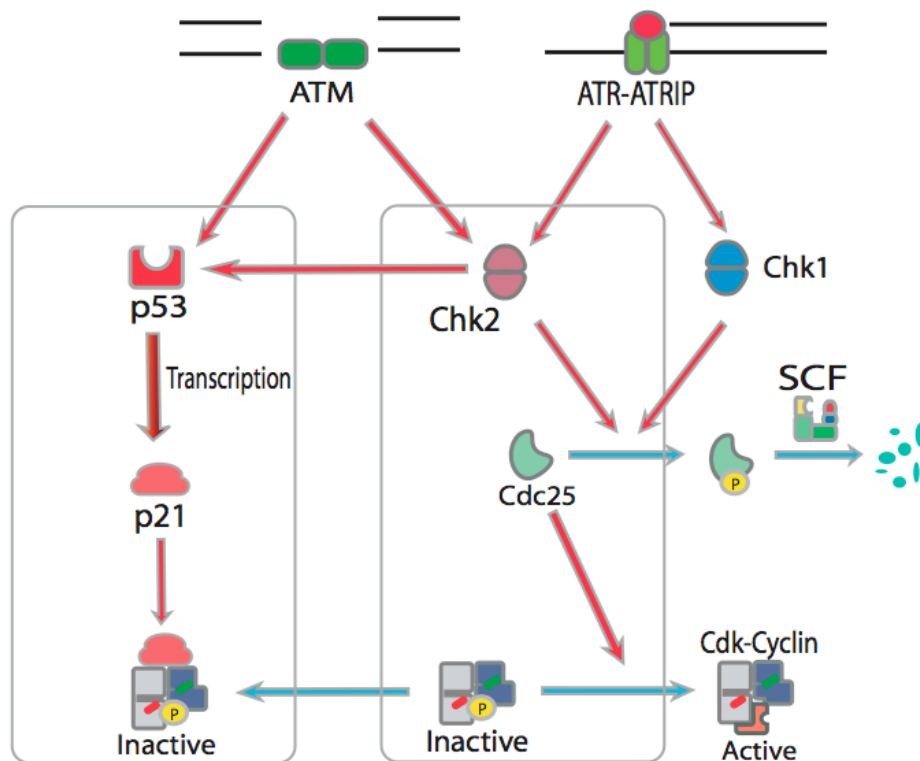 ATM
ATR-ATRIP
p53
Chk2
Chk1
Transcription
SCF
Cdc25
P
p21
Cdk-Cyclin
P
P
Inactive
Inactive
Active